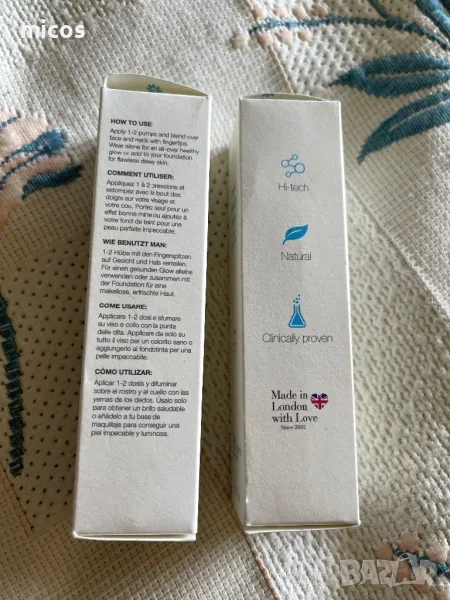 micos
HOW TO USE:
Apply 1-2 pumps and blend over
face and neck with fingertips.
Wear alone for an all-over healthy
glow or add to your foundation
for flawless dewy skin.
COMMENT UTILISER:
Appliquez 1 à 2 pressions et
estompez avec le bout des
doigts sur votre visage et
votre cou. Portez seul pour un
effet bonne mine ou ajoutez à
votre fond de teint pour une
peau parfaite impeccable.
WIE BENUTZT MAN:
1-2 Hübe mit den Fingerspitzen
auf Gesicht und Hals verteilen.
Für einen gesunden Glow alleine
verwenden oder zusammen mit
der Foundation für eine
makellose, erfrischte Haut.
COME USARE:
Applicare 1-2 dosi e sfumare
su viso e collo con la punta
delle dita. Applicare da solo su
tutto il viso per un colorito sano o
aggiungerlo al fondotinta per una
pelle impeccabile.
CÓMO UTILIZAR:
Aplicar 1-2 dosis y difuminar
sobre el rostro y el cuello con las
yemas de los dedos. Úsalo solo
para obtener un brillo saludable
o añádelo a tu base de
maquillaje para conseguir una
piel impecable y luminosa.
Hi-tech
Natural
Clinically proven
Made in
London
with Love
Since 2002
BAZAR.bg